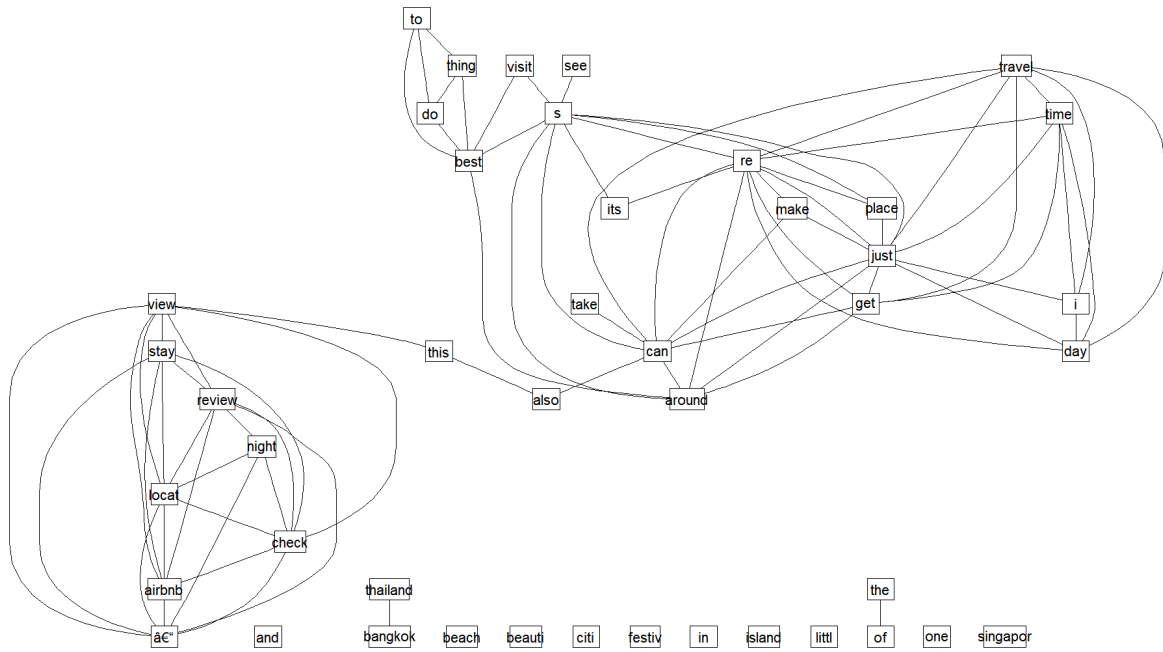 to
thing visit see travel
do s time
best re
its make place
just
view take get i
stay this can day
review also around
night
locat
check
airbnb thailand the
â€“ and bangkok beach beauti citi festiv in island littl of one singapor